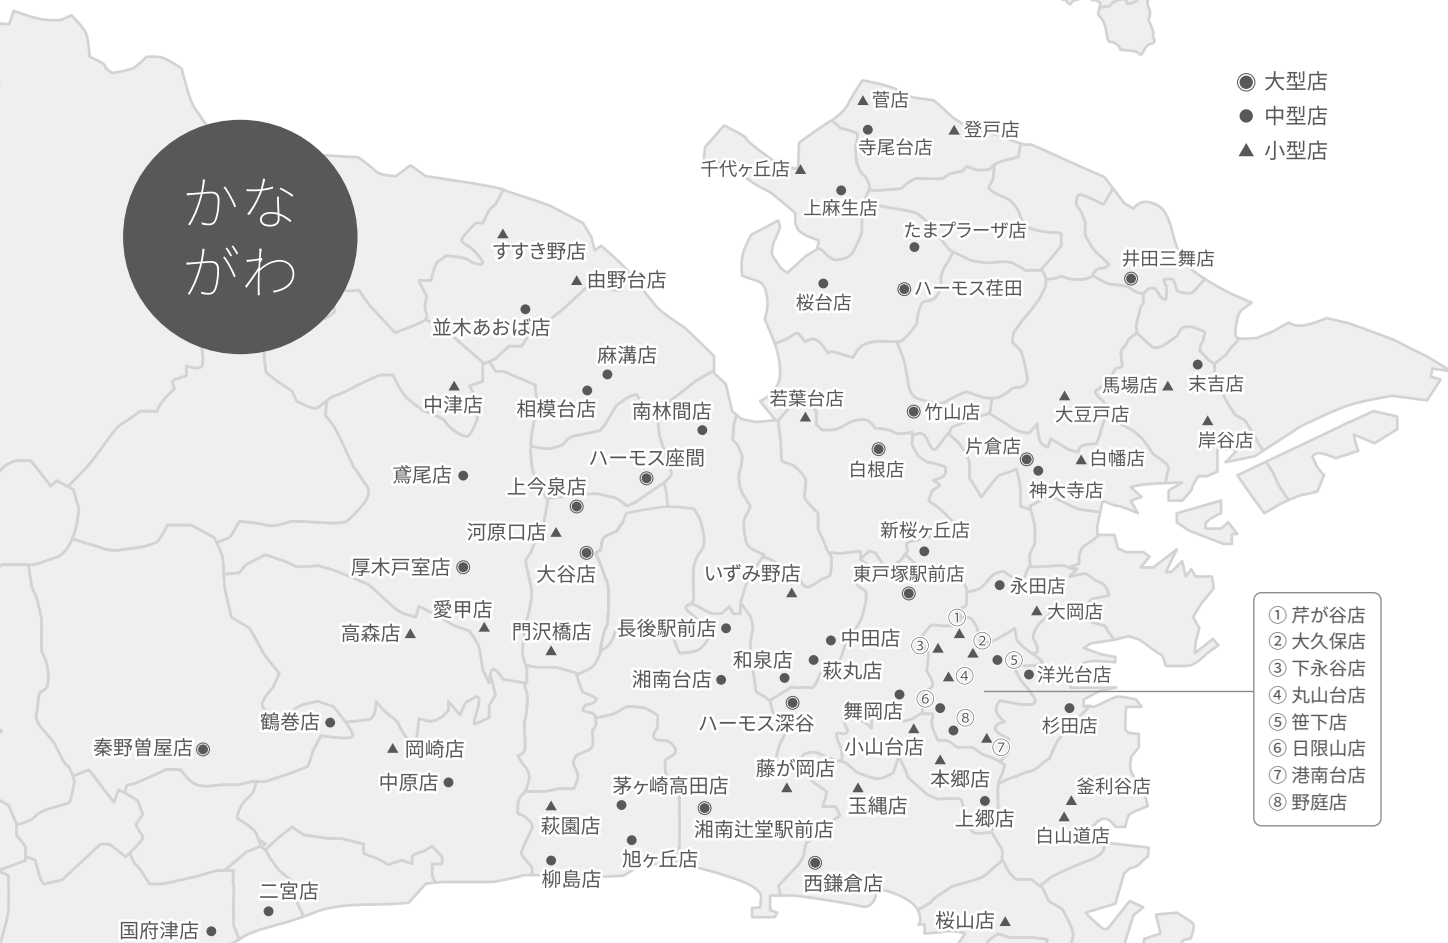 かな
がわ
大型店
中型店
小型店
菅店
登戸店
寺尾台店
千代ヶ丘店
上麻生店
たまプラーザ店
井田三舞店
ハーモス荏田
桜台店
すすき野店
由野台店
並木あおば店
麻溝店
中津店
相模台店
南林間店
若葉台店
竹山店
大豆戸店
馬場店
末吉店
岸谷店
片倉店
白幡店
神大寺店
白根店
ハーモス座間
鳶尾店
上今泉店
河原口店
大谷店
厚木戸室店
新桜ヶ丘店
東戸塚駅前店
いずみ野店
永田店
大岡店
愛甲店
高森店
門沢橋店
長後駅前店
中田店
和泉店
萩丸店
湘南台店
ハーモス深谷
舞岡店
小山台店
洋光台店
杉田店
①
②
③
④
⑤
⑥
⑧
⑦
① 芹が谷店
② 大久保店
③ 下永谷店
④ 丸山台店
⑤ 笹下店
⑥ 日限山店
⑦ 港南台店
⑧ 野庭店
鶴巻店
秦野曽屋店
岡崎店
中原店
藤が岡店
本郷店
茅ヶ崎高田店
玉縄店
上郷店
釜利谷店
白山道店
萩園店
湘南辻堂駅前店
旭ヶ丘店
柳島店
西鎌倉店
二宮店
国府津店
桜山店